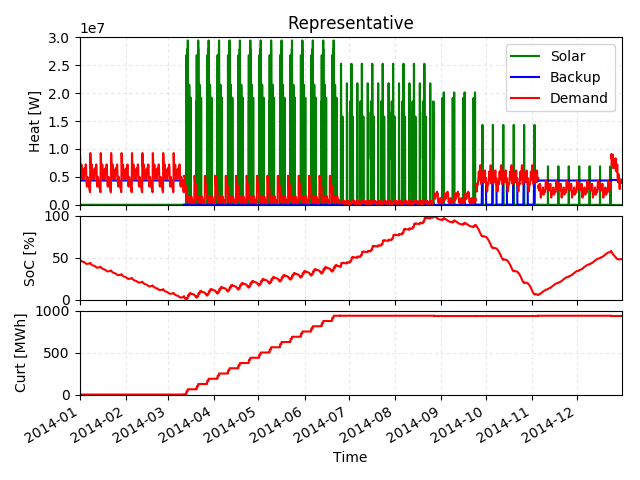 Representative
1e7
3.0
2.5
2.0
1.5
1.0
0.5
0.0
Heat [W]
Solar
Backup
Demand
100
50
0
SoC [%]
1000
500
0
Curt [MWh]
2014-01
2014-02
2014-03
2014-04
2014-05
2014-06
2014-07
2014-08
2014-09
2014-10
2014-11
2014-12
Time